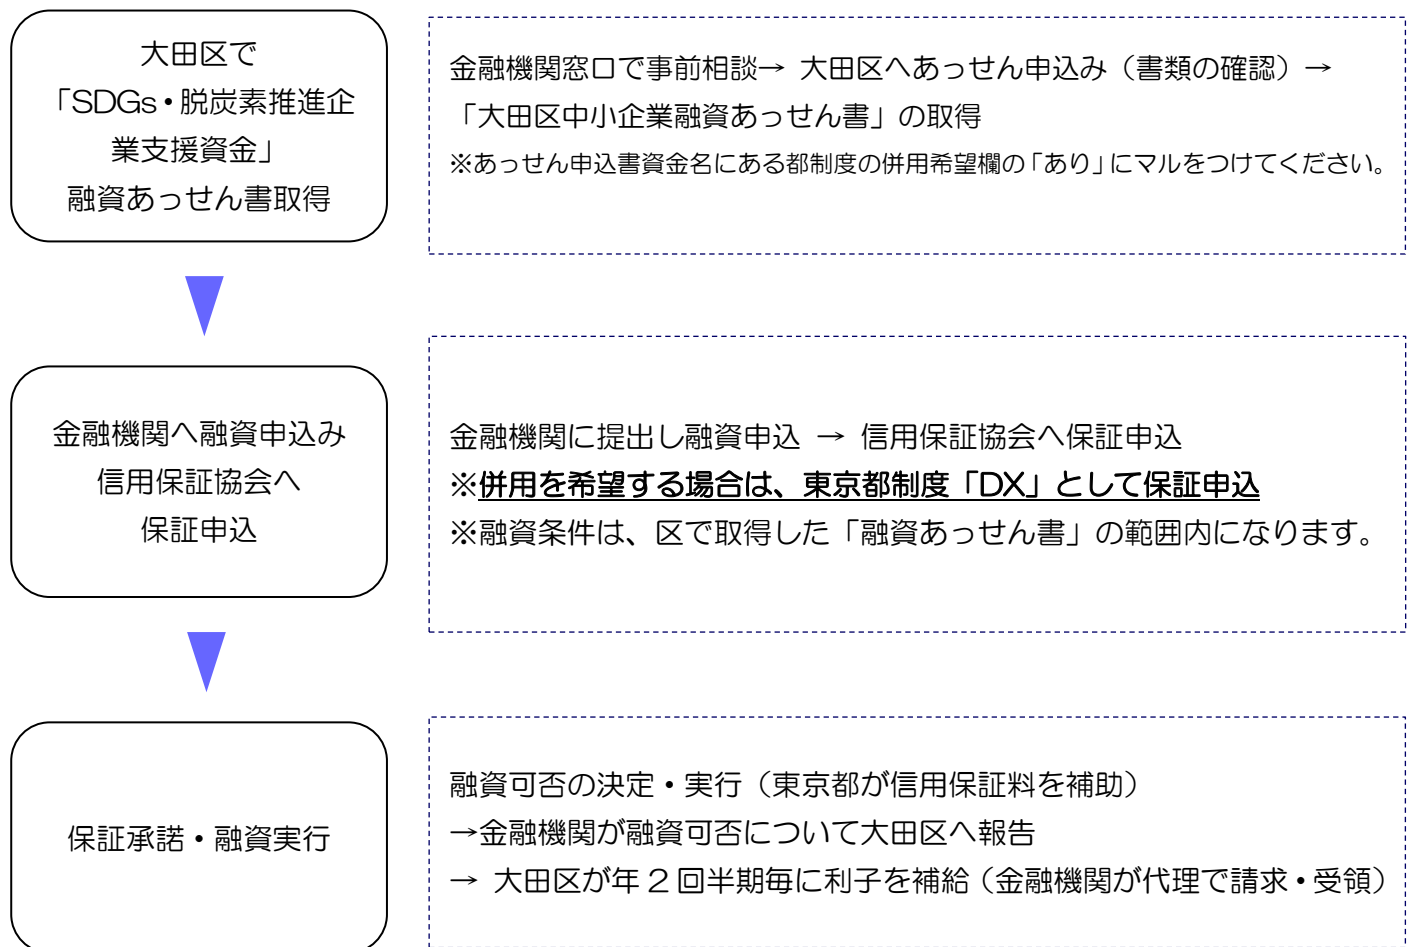 大田区で
「SDGs・脱炭素推進企
業支援資金」
融資あっせん書取得
金融機関窓口で事前相談→ 大田区へあっせん申込み（書類の確認）→
「大田区中小企業融資あっせん書」の取得
※あっせん申込書資金名にある都制度の併用希望欄の「あり」にマルをつけてください。
金融機関へ融資申込み
信用保証協会へ
保証申込
金融機関に提出し融資申込 → 信用保証協会へ保証申込
※併用を希望する場合は、東京都制度「DX」として保証申込
※融資条件は、区で取得した「融資あっせん書」の範囲内になります。
保証承諾・融資実行
融資可否の決定・実行（東京都が信用保証料を補助）
→金融機関が融資可否について大田区へ報告
→ 大田区が年２回半期毎に利子を補給（金融機関が代理で請求・受領）